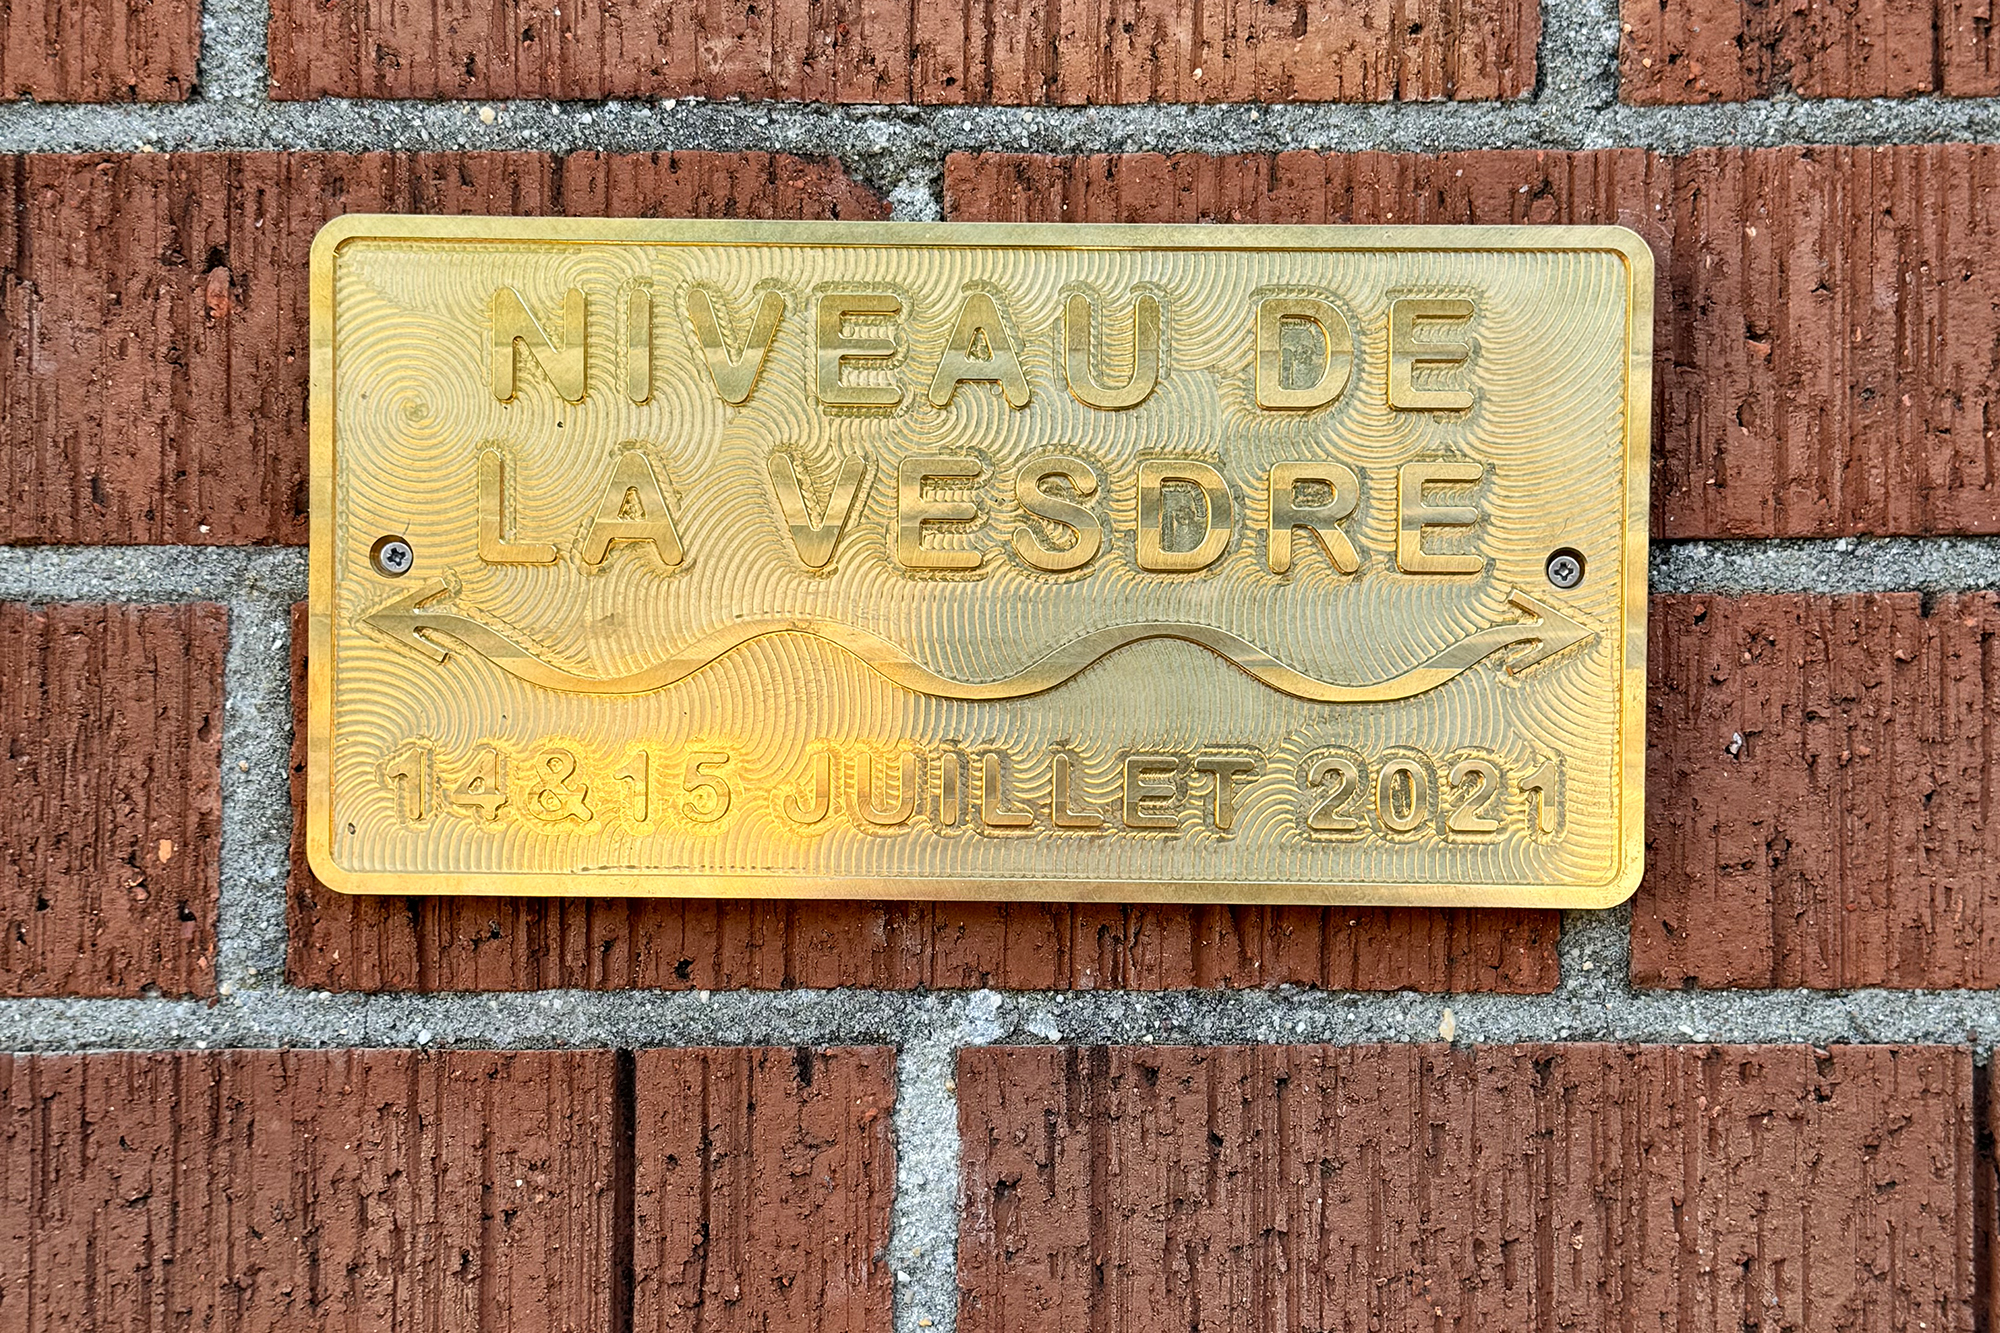 NIVEAU DE
LA VESDRE
14&15 JUILLET 2021